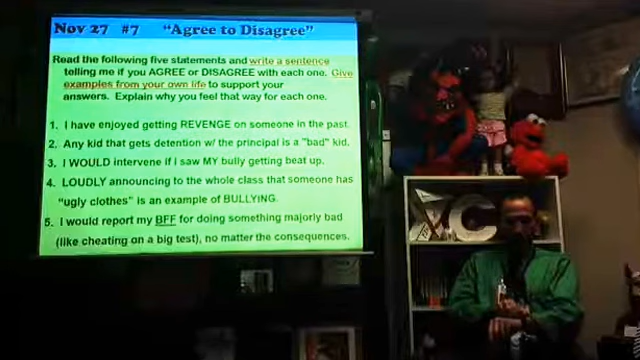 Nov 27 #7 "Agree to Disagree"
Read the following five statements and write a sentence
telling me if you AGREE or DISAGREE with each one. Give
examples from your own life to support your
answers. Explain why you feel that way for each one.
1. I have enjoyed getting REVENGE on someone in the past.
2. Any kid that gets detention w/ the principal is a "bad" kid.
3. I WOULD intervene if I saw MY bully getting beat up.
4. LOUDLY announcing to the whole class that someone has
"ugly clothes" is an example of BULLYING.
5. I would report my BFF for doing something majorly bad
(like cheating on a big test), no matter the consequences.